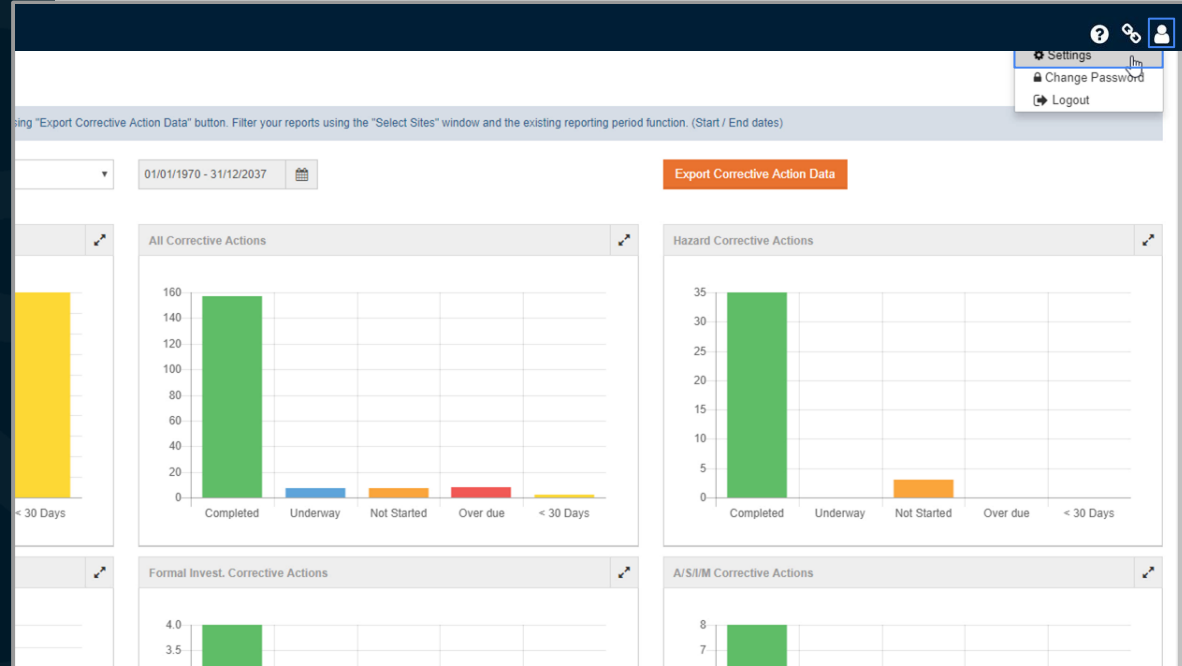 Settings
Change Password
Logout
sing "Export Corrective Action Data" button. Filter your reports using the "Select Sites" window and the existing reporting period function. (Start / End dates)
01/01/1970 - 31/12/2037
Export Corrective Action Data
All Corrective Actions
Hazard Corrective Actions
160
140
120
100
80
60
40
20
0
Completed Underway Not Started Over due < 30 Days
35
30
25
20
15
10
5
0
Completed Underway Not Started Over due < 30 Days
< 30 Days
Formal Invest. Corrective Actions
A/S/I/M Corrective Actions
4.0
3.5
8
7